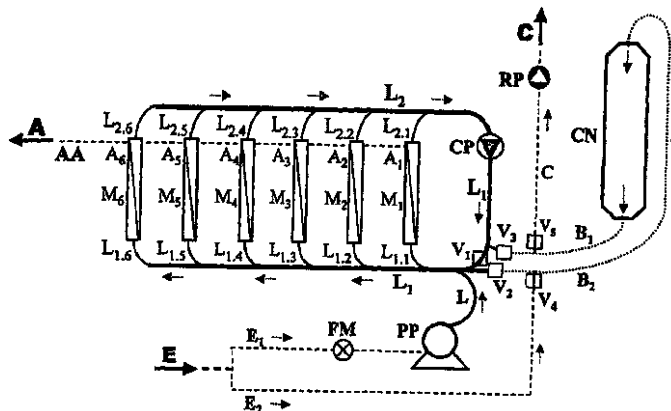 C
RP
L2
L2.6 L2.5 L2.4 L2.3 L2.2 L2.1
A
AA A6 A5 A4 A3 A2 A1
CP
CN
C
M6 M5 M4 M3 M2 M1
L1
V1 V3 V5 B1
L1.6 L1.5 L1.4 L1.3 L1.2 L1.1
L1
V2 V4 B2
L
E1 FM PP
E
E2